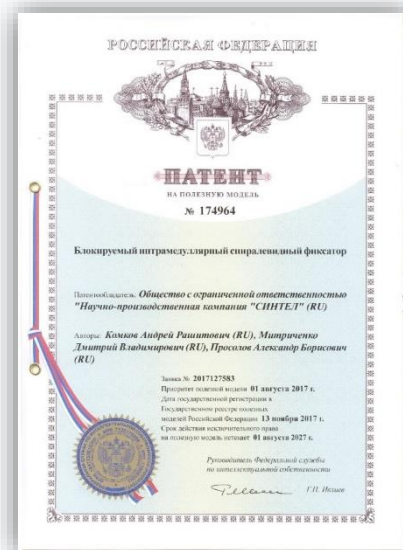 РОССИЙСКАЯ ФЕДЕРАЦИЯ
ПАТЕНТ
НА ПОЛЕЗНУЮ МОДЕЛЬ
№ 174964
Блокируемый интрамедуллярный спиралевидный фиксатор
Патентообладатель: Общество с ограниченной ответственностью
"Научно-производственная компания "СИНТЕЛ" (RU)
Авторы: Комков Андрей Рашитович (RU), Митриченко
Дмитрий Владимирович (RU), Просолов Александр Борисович
(RU)
Заявка № 2017127583
Приоритет полезной модели 01 августа 2017 г.
Дата государственной регистрации в
Государственном реестре полезных
моделей Российской Федерации 13 ноября 2017 г.
Срок действия исключительного права
на полезную модель истекает 01 августа 2027 г.
Руководитель Федеральной службы
по интеллектуальной собственности
Г.П. Ивлиев